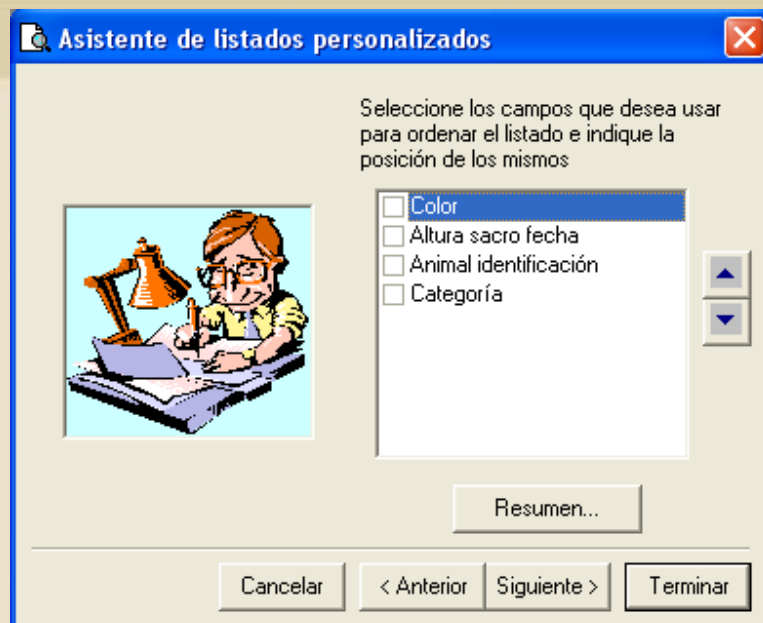 Asistente de listados personalizados
Seleccione los campos que desea usar
para ordenar el listado e indique la
posición de los mismos
Color
Altura sacro fecha
Animal identificación
Categoría
Resumen...
Cancelar
< Anterior
Siguiente >
Terminar